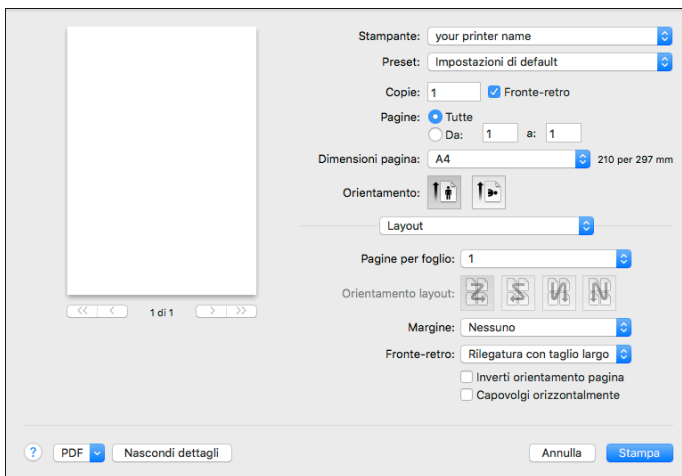 Stampante: your printer name
Preset: Impostazioni di default
Copie: 1 Fronte-retro
Pagine: Tutte
Da: 1 a: 1
Dimensioni pagina: A4 210 per 297 mm
Orientamento:
Layout
Pagine per foglio: 1
Orientamento layout:
Margine: Nessuno
Fronte-retro: Rilegatura con taglio largo
Inverti orientamento pagina
Capovolgi orizzontalmente
<< < 1 di 1 > >>
? PDF Nascondi dettagli Annulla Stampa